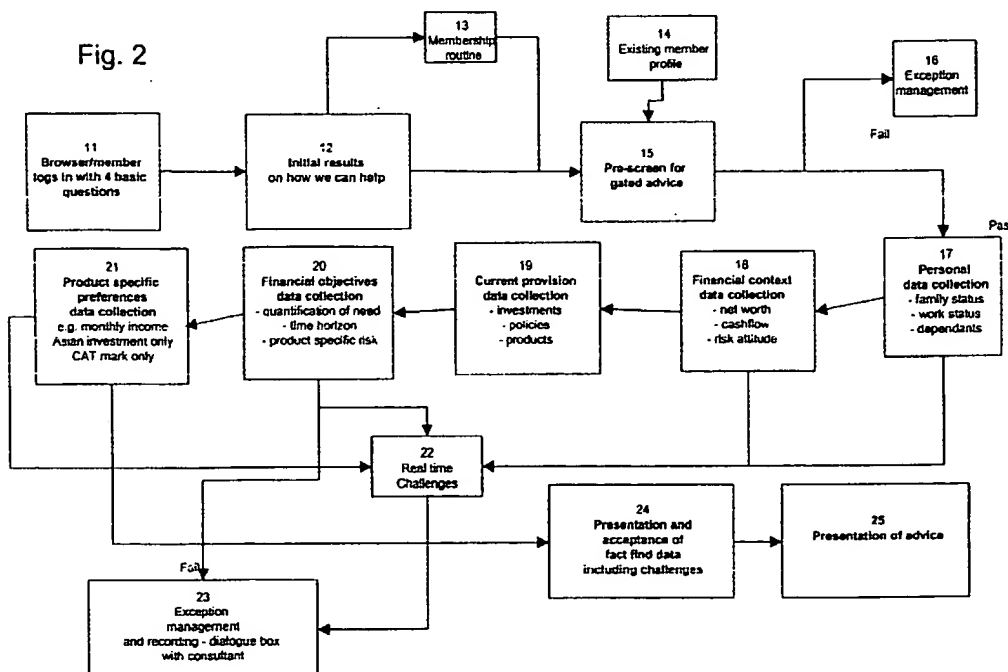 Fig. 2
13
Membership
routine
14
Existing member
profile
16
Exception
management
Fail
11
Browser/member
logs in with 4 basic
questions
12
Initial results
on how we can help
15
Pre-screen for
gated advice
Pas
21
Product specific
preferences
data collection
e.g. monthly income
Asian investment only
CAT mark only
20
Financial objectives
data collection
- quantification of need
- time horizon
- product specific risk
19
Current provision
data collection
- investments
- policies
- products
18
Financial context
data collection
- net worth
- cashflow
- risk attitude
17
Personal
data collection
- family status
- work status
- dependants
22
Real time
Challenges
24
Presentation and
acceptance of
fact find data
including challenges
25
Presentation of advice
Fail
23
Exception
management
and recording - dialogue box
with consultant